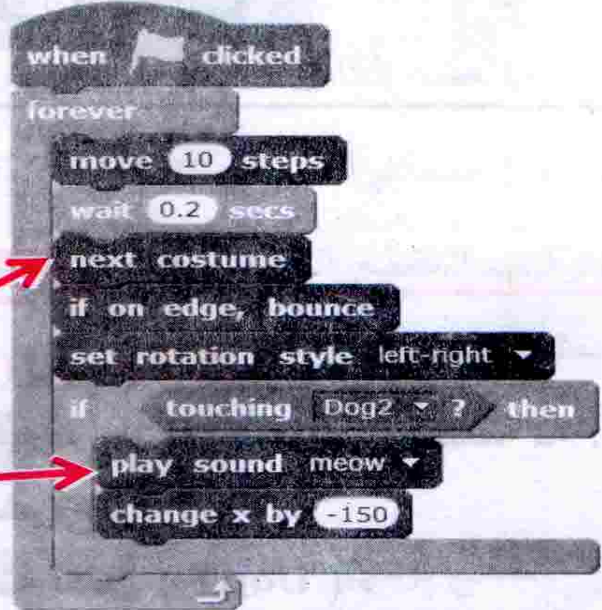 when clicked
forever
move 10 steps
wait 0.2 secs
next costume
if on edge, bounce
set rotation style left-right
if touching Dog2 ? then
play sound meow
change x by -150